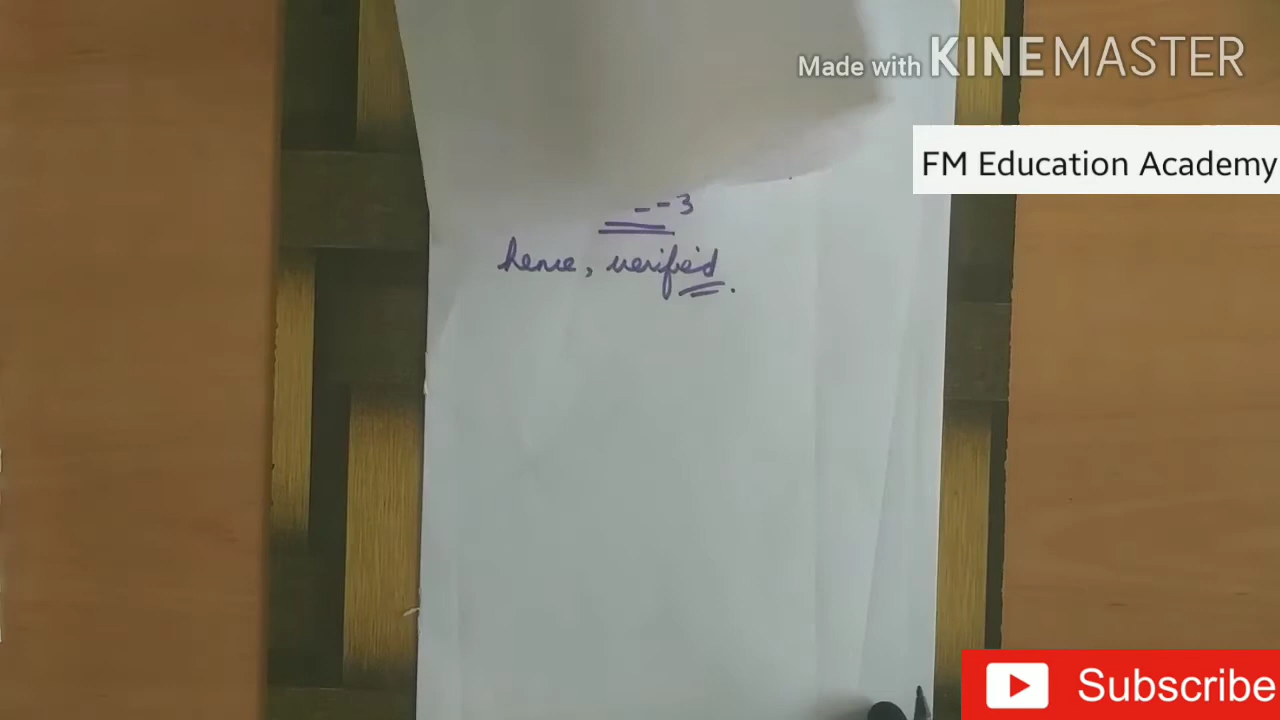 Made with KINEMASTER
FM Education Academy
--3
hence, verified.
Subscribe